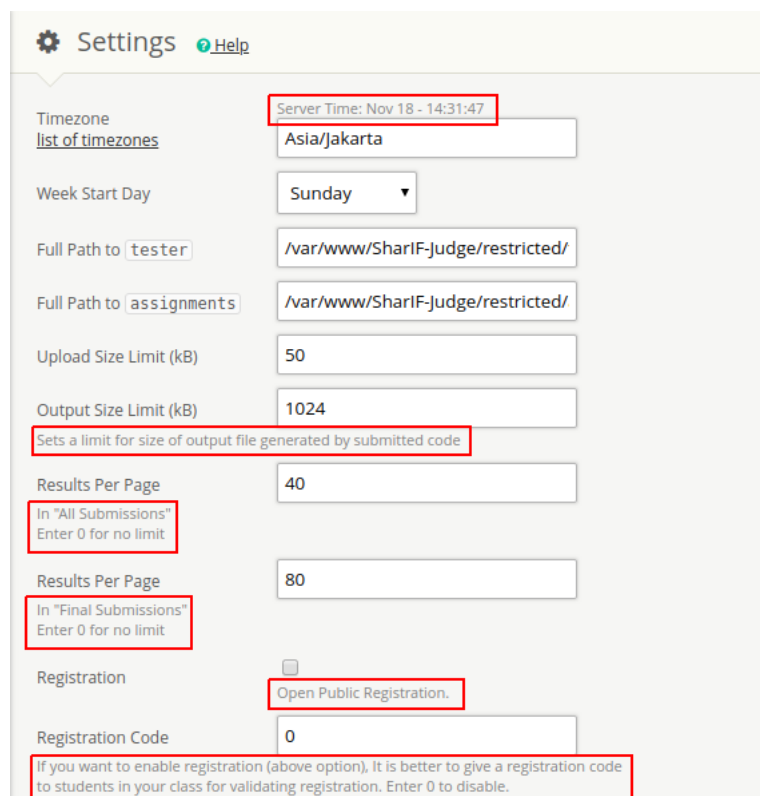 Settings Help
Server Time: Nov 18 - 14:31:47
Timezone
list of timezones
Asia/Jakarta
Week Start Day
Sunday
Full Path to tester
/var/www/SharIF-Judge/restricted/
Full Path to assignments
/var/www/SharIF-Judge/restricted/
Upload Size Limit (kB)
50
Output Size Limit (kB)
1024
Sets a limit for size of output file generated by submitted code
Results Per Page
40
In "All Submissions"
Enter 0 for no limit
Results Per Page
80
In "Final Submissions"
Enter 0 for no limit
Registration
Open Public Registration.
Registration Code
0
If you want to enable registration (above option), It is better to give a registration code
to students in your class for validating registration. Enter 0 to disable.